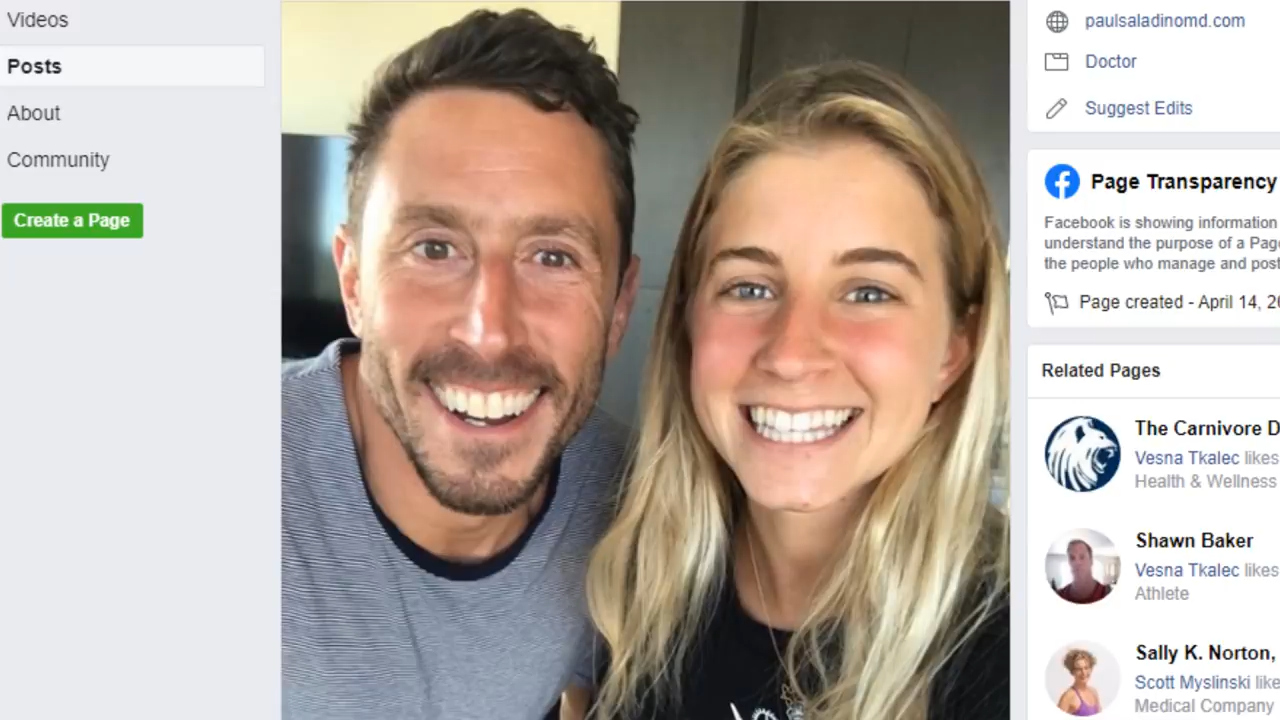 Videos
Posts
About
Community
Create a Page
paulsaladinomd.com
Doctor
Suggest Edits
Page Transparency
Facebook is showing information
understand the purpose of a Pag
the people who manage and post
Page created - April 14, 20
Related Pages
The Carnivore D
Vesna Tkalec likes
Health & Wellness
Shawn Baker
Vesna Tkalec likes
Athlete
Sally K. Norton,
Scott Myslinski like
Medical Company